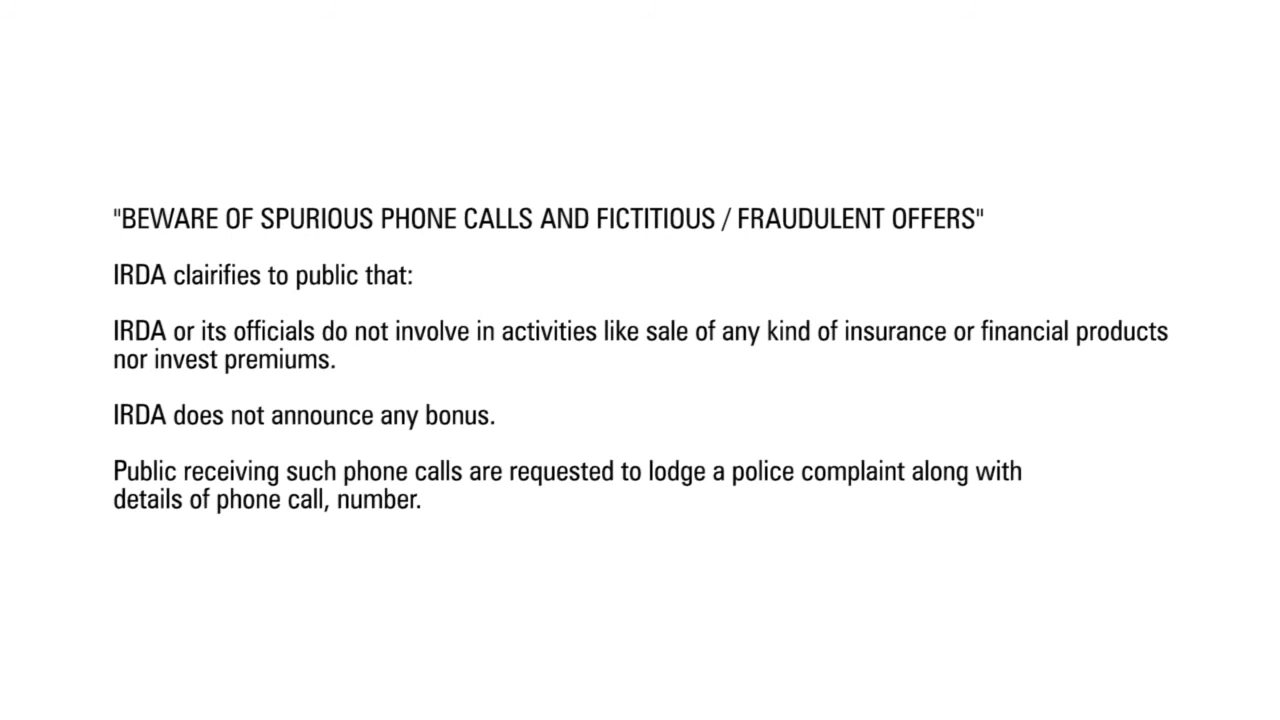 "BEWARE OF SPURIOUS PHONE CALLS AND FICTITIOUS / FRAUDULENT OFFERS"
IRDA clairifies to public that:
IRDA or its officials do not involve in activities like sale of any kind of insurance or financial products
nor invest premiums.
IRDA does not announce any bonus.
Public receiving such phone calls are requested to lodge a police complaint along with
details of phone call, number.